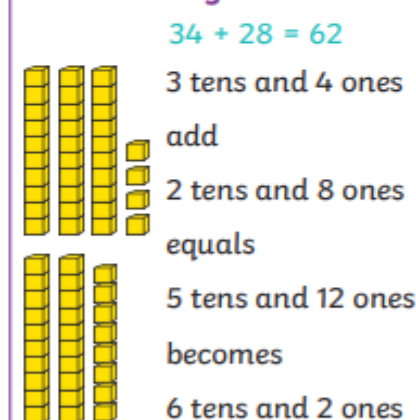 34 + 28 = 62
3 tens and 4 ones
add
2 tens and 8 ones
equals
5 tens and 12 ones
becomes
6 tens and 2 ones